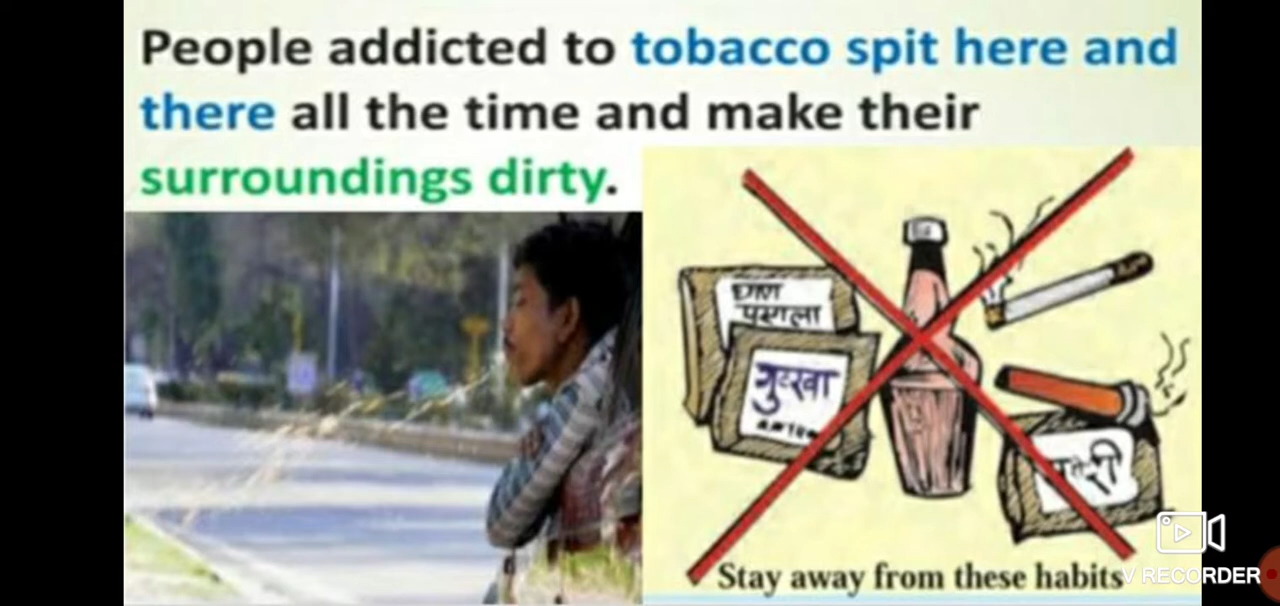 People addicted to tobacco spit here and
there all the time and make their
surroundings dirty.
गुटखा
Stay away from these habits
V RECORDER